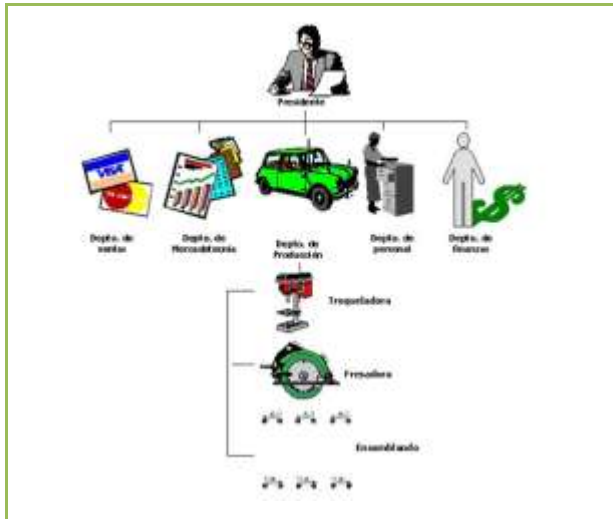 Presidente
VISA
Depto. de
ventas
Depto. de
Mercadotecnia
Depto. de
Producción
Depto. de
personal
Depto. de
finanzas
Troqueladora
Fresadora
Ensamblando